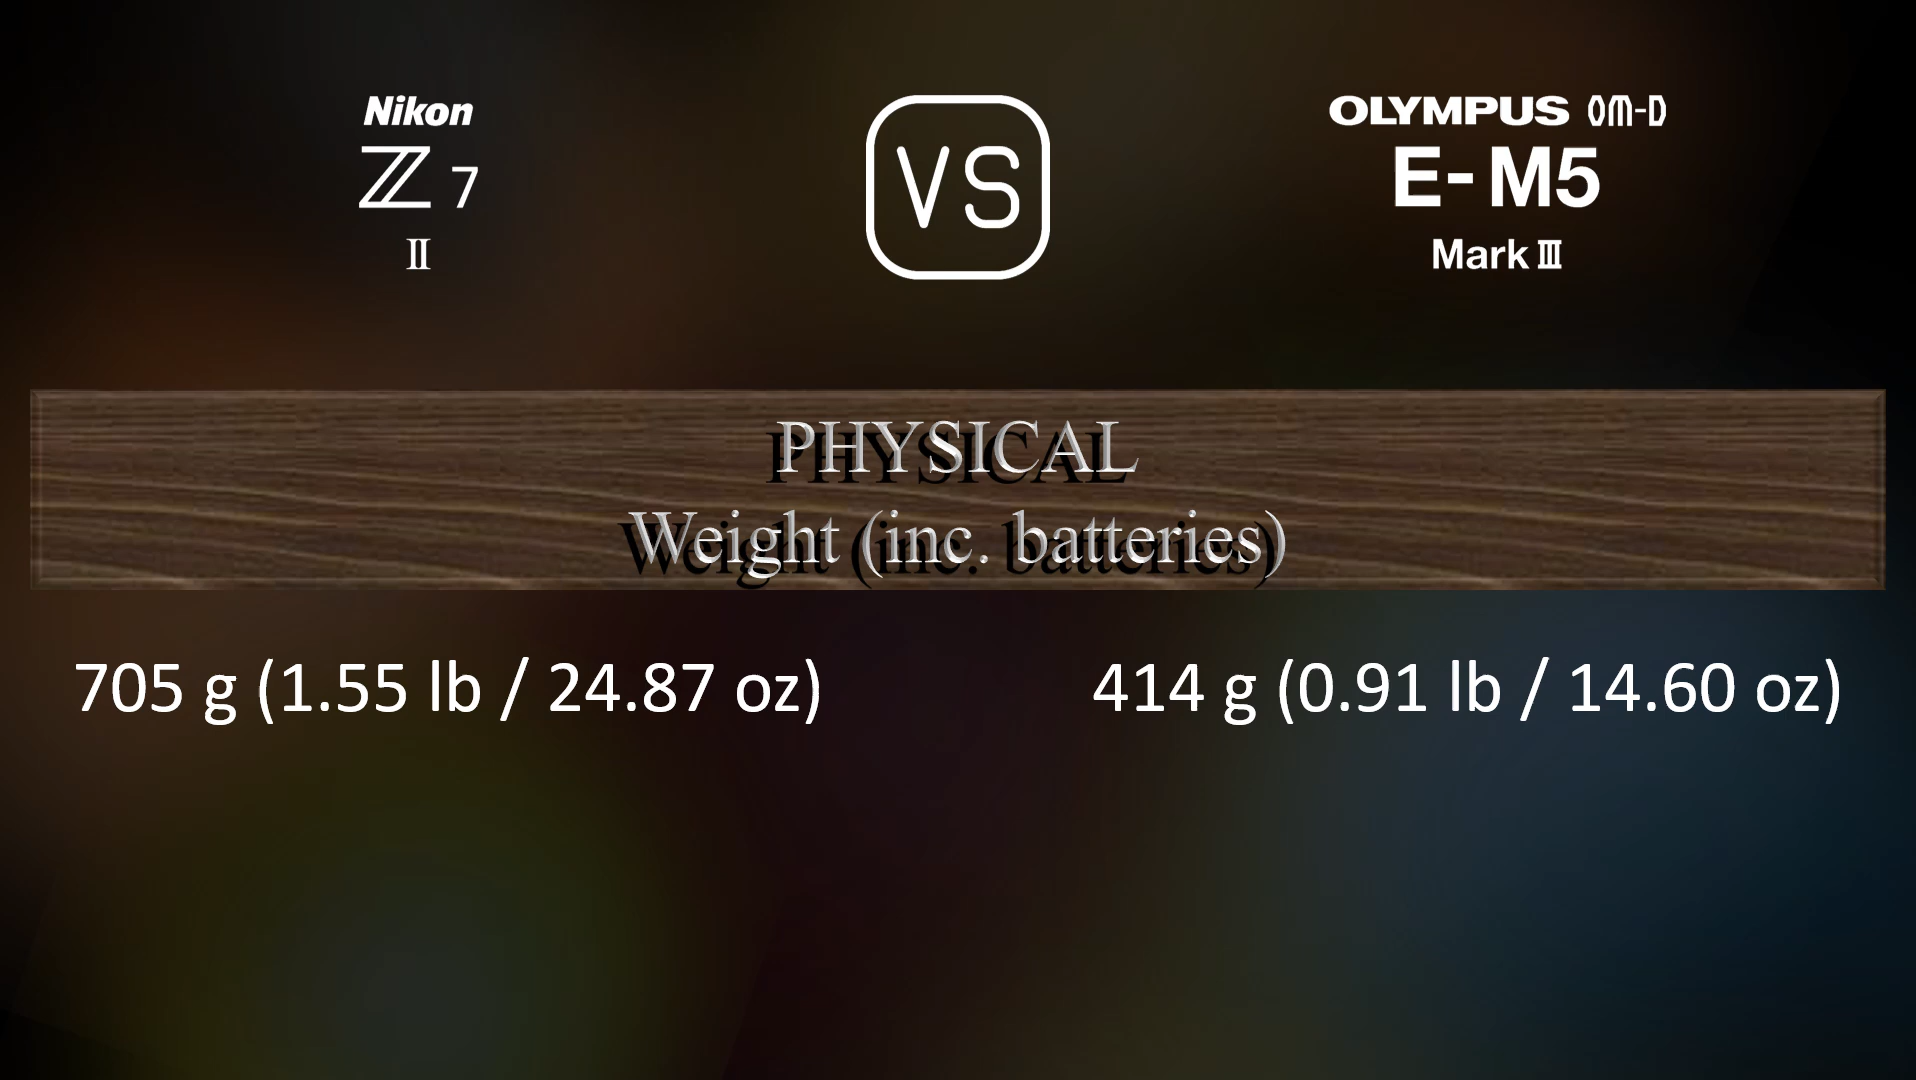 Nikon
Z 7
II
VS
OLYMPUS OM-D
E-M5
Mark III
PHYSICAL
Weight (inc. batteries)
705 g (1.55 lb / 24.87 oz)
414 g (0.91 lb / 14.60 oz)